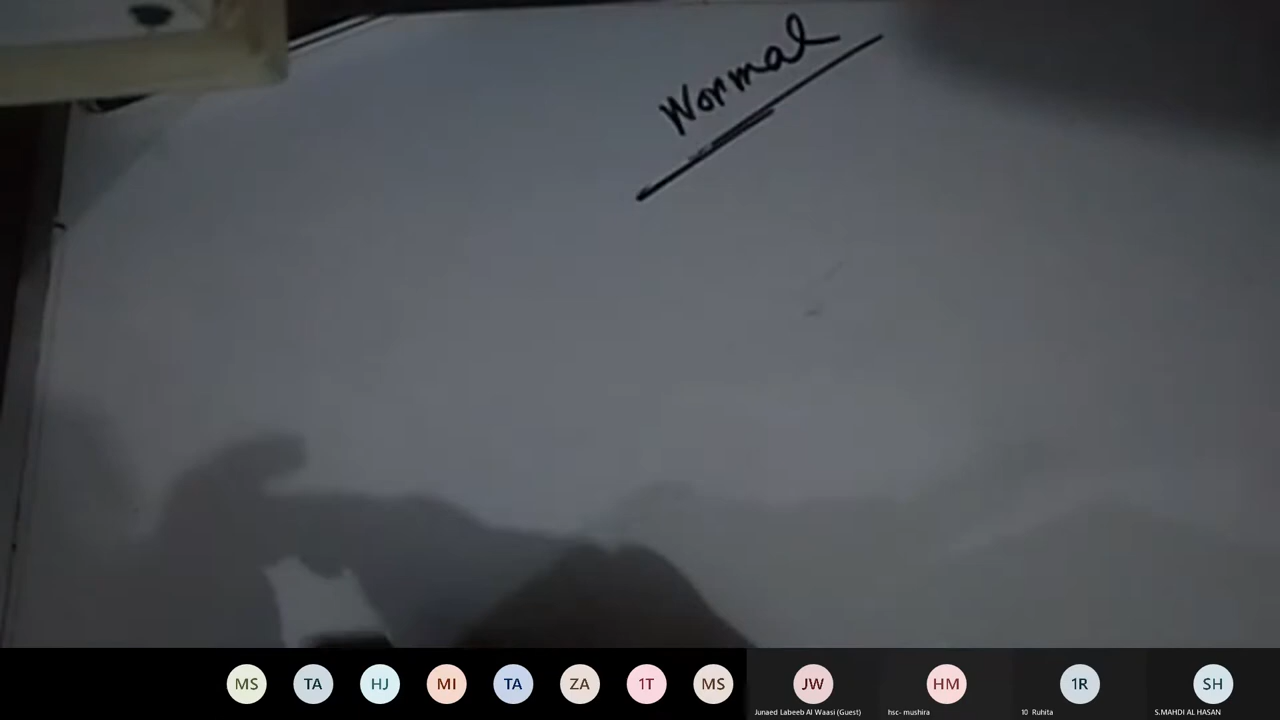 Normal
MS TA HJ MI TA ZA 1T MS JW HM 1R SH
Junaed Labeeb Al Waasi (Guest) hsc- mushira 10 Ruhita S.MAHDI AL HASAN